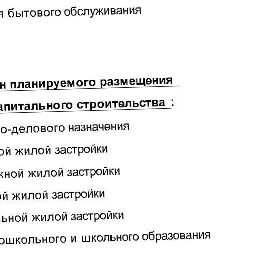 я бытового обслуживания
н планируемого размещения
апитального строительства :
о-делового назначения
ой жилой застройки
жной жилой застройки
ой жилой застройки
льной жилой застройки
ошкольного и школьного образования